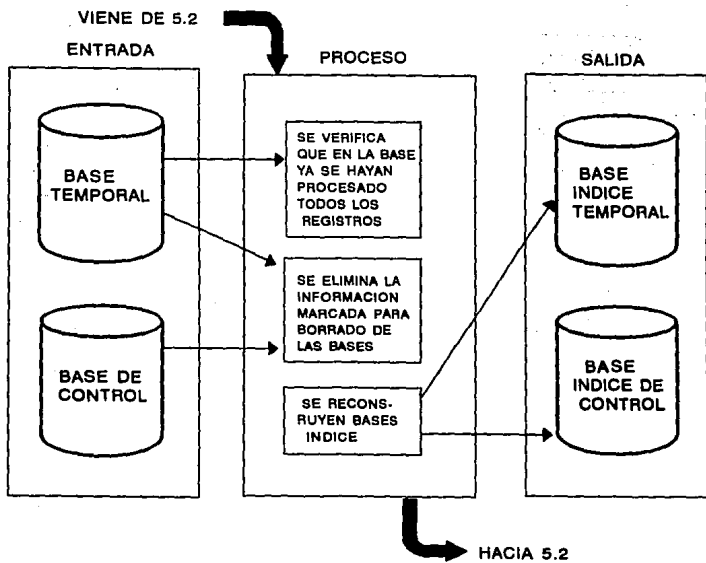 VIENE DE 5.2
ENTRADA
PROCESO
SALIDA
BASE
TEMPORAL
BASE DE
CONTROL
SE VERIFICA
QUE EN LA BASE
YA SE HAYAN
PROCESADO
TODOS LOS
REGISTROS
SE ELIMINA LA
INFORMACION
MARCADA PARA
BORRADO DE
LAS BASES
SE RECONS-
TRUYEN BASES
INDICE
BASE
INDICE
TEMPORAL
BASE
INDICE DE
CONTROL
HACIA 5.2